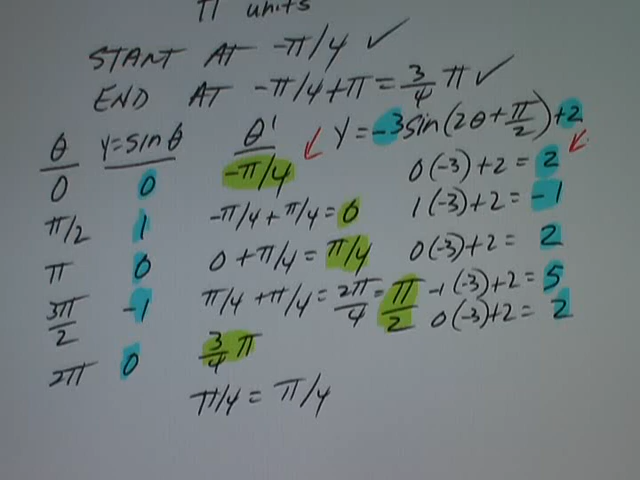 π units
START AT -π/4 ✓
END AT -π/4+π = 3/4 π ✓
θ Y=sin θ θ' Y = -3sin(2θ + π/2) +2
0 0 -π/4 0(-3)+2 = 2
π/2 1 -π/4 + π/4 = 0 1(-3)+2 = -1
π 0 0 + π/4 = π/4 0(-3)+2 = 2
3π/2 -1 π/4 + π/4 = 2π/4 = π/2 -1(-3)+2 = 5
2π 0 3/4 π 0(-3)+2 = 2
π/4 = π/4